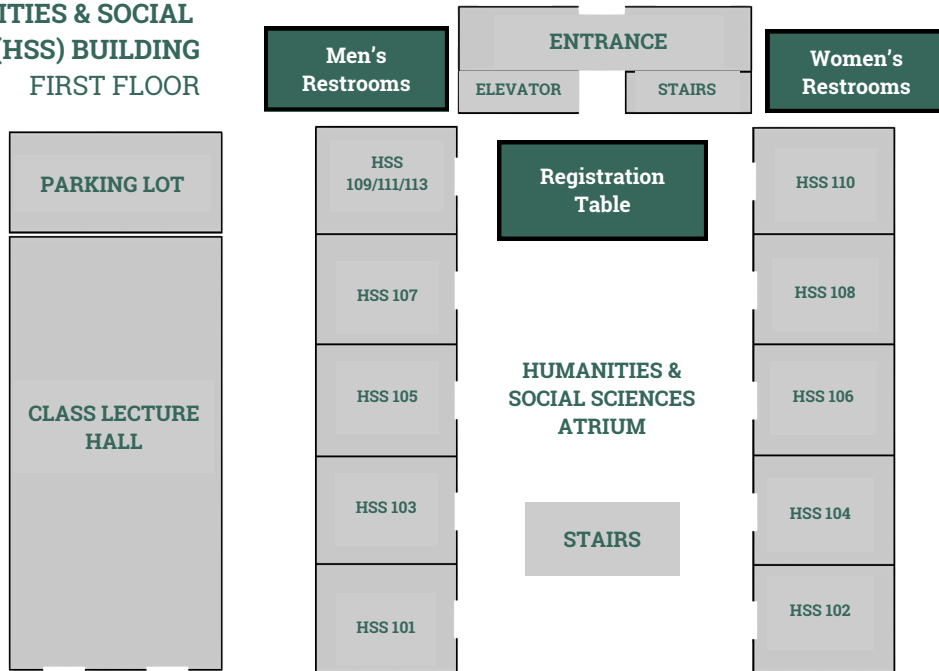 ITIES & SOCIAL
(HSS) BUILDING
FIRST FLOOR
Men's
Restrooms
ENTRANCE
ELEVATOR
STAIRS
Women's
Restrooms
PARKING LOT
HSS
109/111/113
Registration
Table
HSS 110
HSS 107
HSS 108
CLASS LECTURE
HALL
HSS 105
HUMANITIES &
SOCIAL SCIENCES
ATRIUM
HSS 106
HSS 103
STAIRS
HSS 104
HSS 101
HSS 102